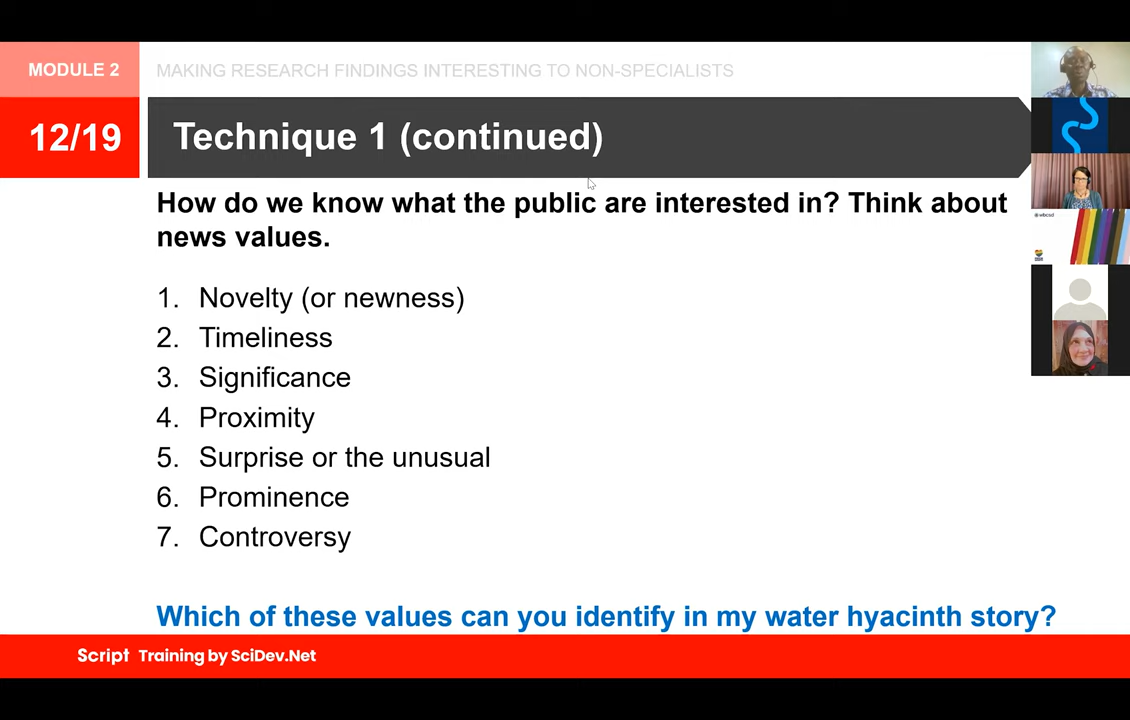 MODULE 2
MAKING RESEARCH FINDINGS INTERESTING TO NON-SPECIALISTS
12/19
Technique 1 (continued)
How do we know what the public are interested in? Think about
news values.
1. Novelty (or newness)
2. Timeliness
3. Significance
4. Proximity
5. Surprise or the unusual
6. Prominence
7. Controversy
Which of these values can you identify in my water hyacinth story?
Script Training by SciDev.Net
wbcsd